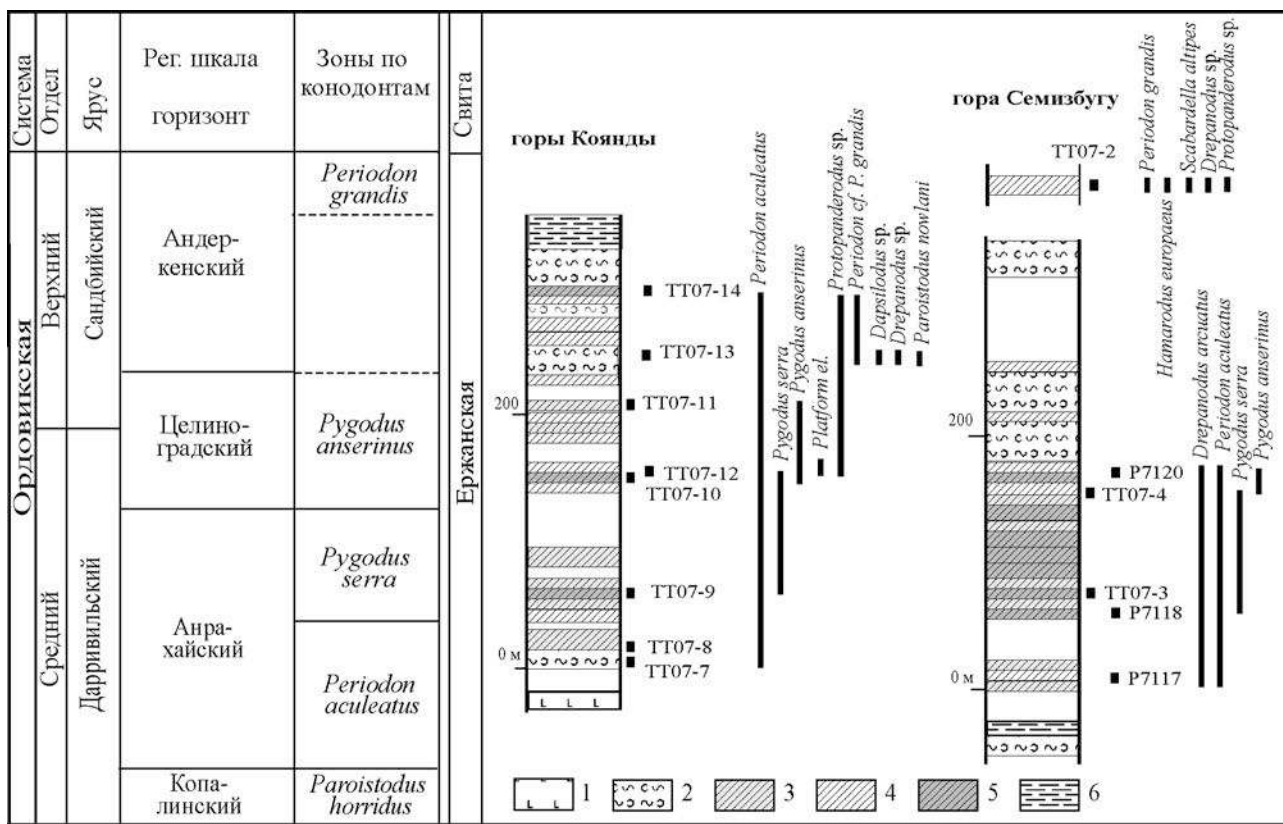 Система
Отдел
Ярус
Рег. шкала
горизонт
Зоны по
конодонтам
Свита
Ордовикская
Верхний
Средний
Сандбийский
Дарривильский
Андер-
кенский
Целино-
градский
Анра-
хайский
Копа-
линский
Periodon
grandis
Pygodus
anserinus
Pygodus
serra
Periodon
aculeatus
Paroistodus
horridus
Ержанская
горы Коянды
200
0 м
TT07-14
TT07-13
TT07-11
TT07-12
TT07-10
TT07-9
TT07-8
TT07-7
Periodon aculeatus
Pygodus serra
Pygodus anserinus
Platform el.
Protopanderodus sp.
Periodon cf. P. grandis
Dapsilodus sp.
Drepanodus sp.
Paroistodus nowlani
гора Семизбугу
TT07-2
200
0 м
P7120
TT07-4
TT07-3
P7118
P7117
Periodon grandis
Hamarodus europaeus
Scabardella altipes
Drepanodus sp.
Protopanderodus sp.
Drepanodus arcuatus
Periodon aculeatus
Pygodus serra
Pygodus anserinus
1
2
3
4
5
6